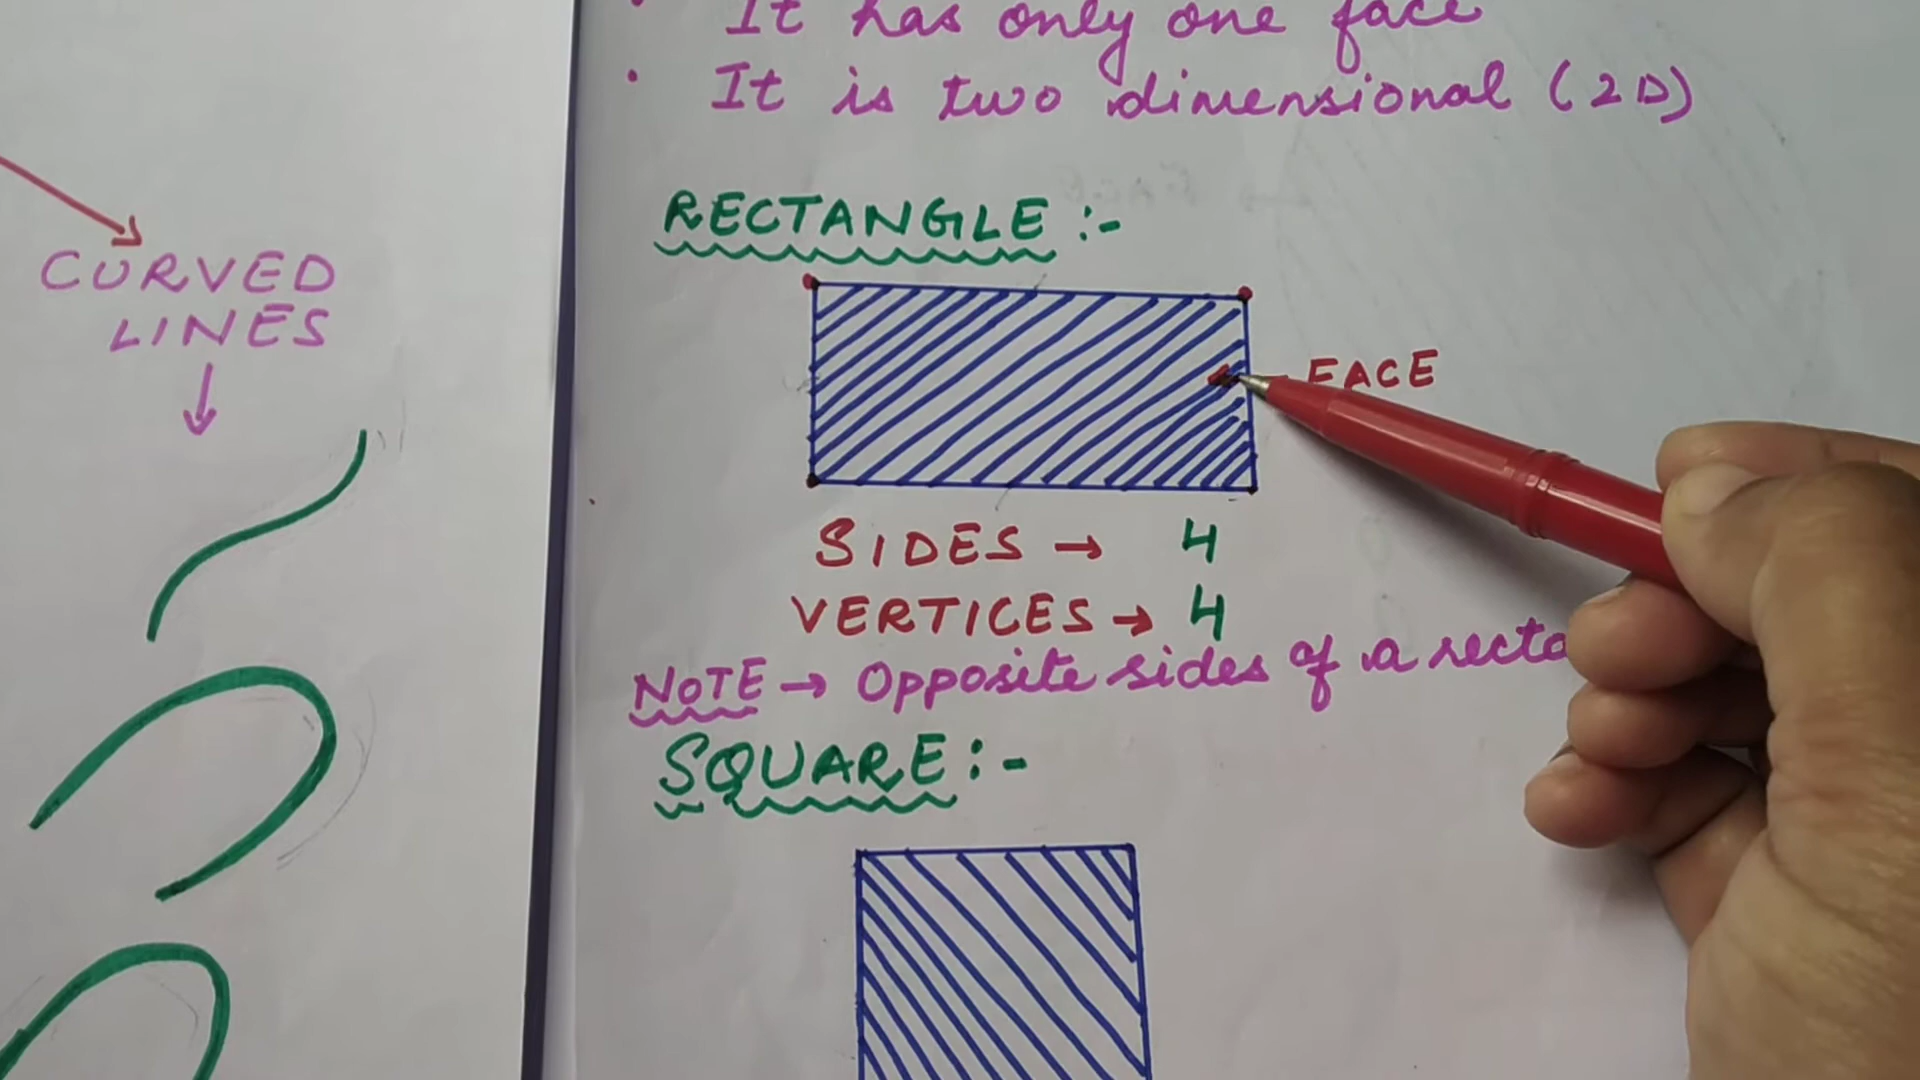 CURVED
LINES
• It has only one face
• It is two dimensional (2D)
RECTANGLE :-
FACE
SIDES → 4
VERTICES → 4
NOTE → Opposite sides of a recta
SQUARE :-